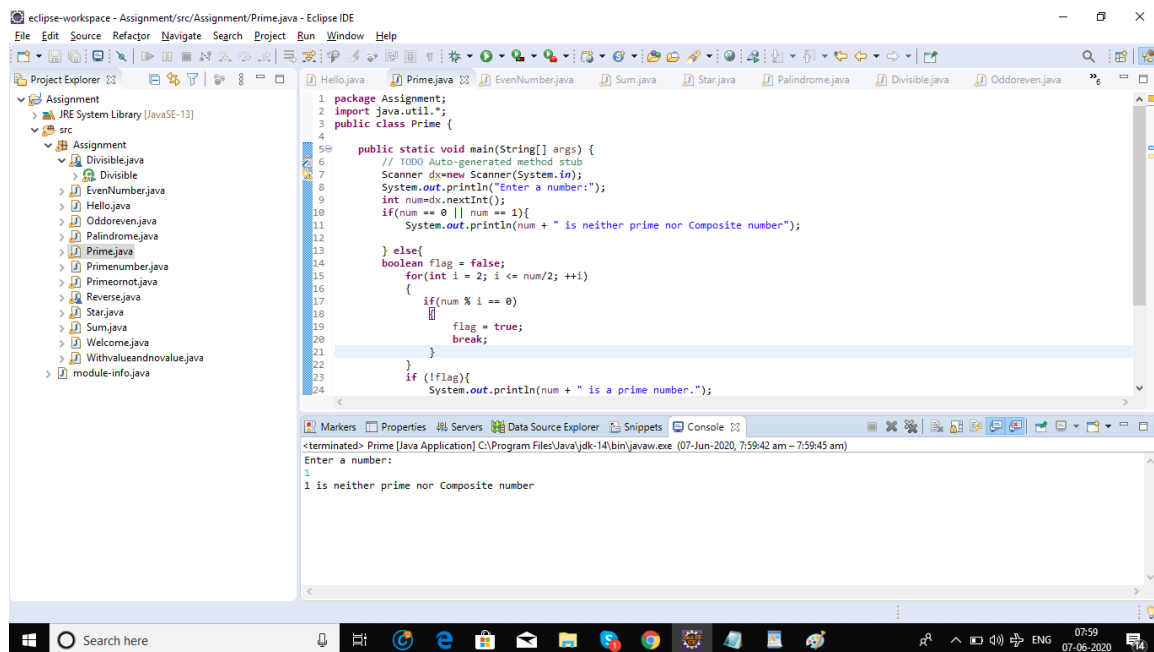 eclipse-workspace - Assignment/src/Assignment/Prime.java - Eclipse IDE
File Edit Source Refactor Navigate Search Project Run Window Help
Project Explorer
Assignment
JRE System Library [JavaSE-13]
src
Assignment
Divisible.java
Divisible
EvenNumber.java
Hello.java
Oddoreven.java
Palindrome.java
Prime.java
Primenumber.java
Primeornot.java
Reverse.java
Star.java
Sum.java
Welcome.java
Withvalueandnovalue.java
module-info.java
Hello.java Prime.java EvenNumber.java Sum.java Star.java Palindrome.java Divisible.java Oddoreven.java »6
1 package Assignment;
2 import java.util.*;
3 public class Prime {
4
5 public static void main(String[] args) {
6 // TODO Auto-generated method stub
7 Scanner dx=new Scanner(System.in);
8 System.out.println("Enter a number:");
9 int num=dx.nextInt();
10 if(num == 0 || num == 1){
11 System.out.println(num + " is neither prime nor Composite number");
12
13 } else{
14 boolean flag = false;
15 for(int i = 2; i <= num/2; ++i)
16 {
17 if(num % i == 0)
18 {
19 flag = true;
20 break;
21 }
22 }
23 if (!flag){
24 System.out.println(num + " is a prime number.");
Markers Properties Servers Data Source Explorer Snippets Console
<terminated> Prime [Java Application] C:\Program Files\Java\jdk-14\bin\javaw.exe (07-Jun-2020, 7:59:42 am – 7:59:45 am)
Enter a number:
1
1 is neither prime nor Composite number
Search here
ENG
07:59
07-06-2020
14